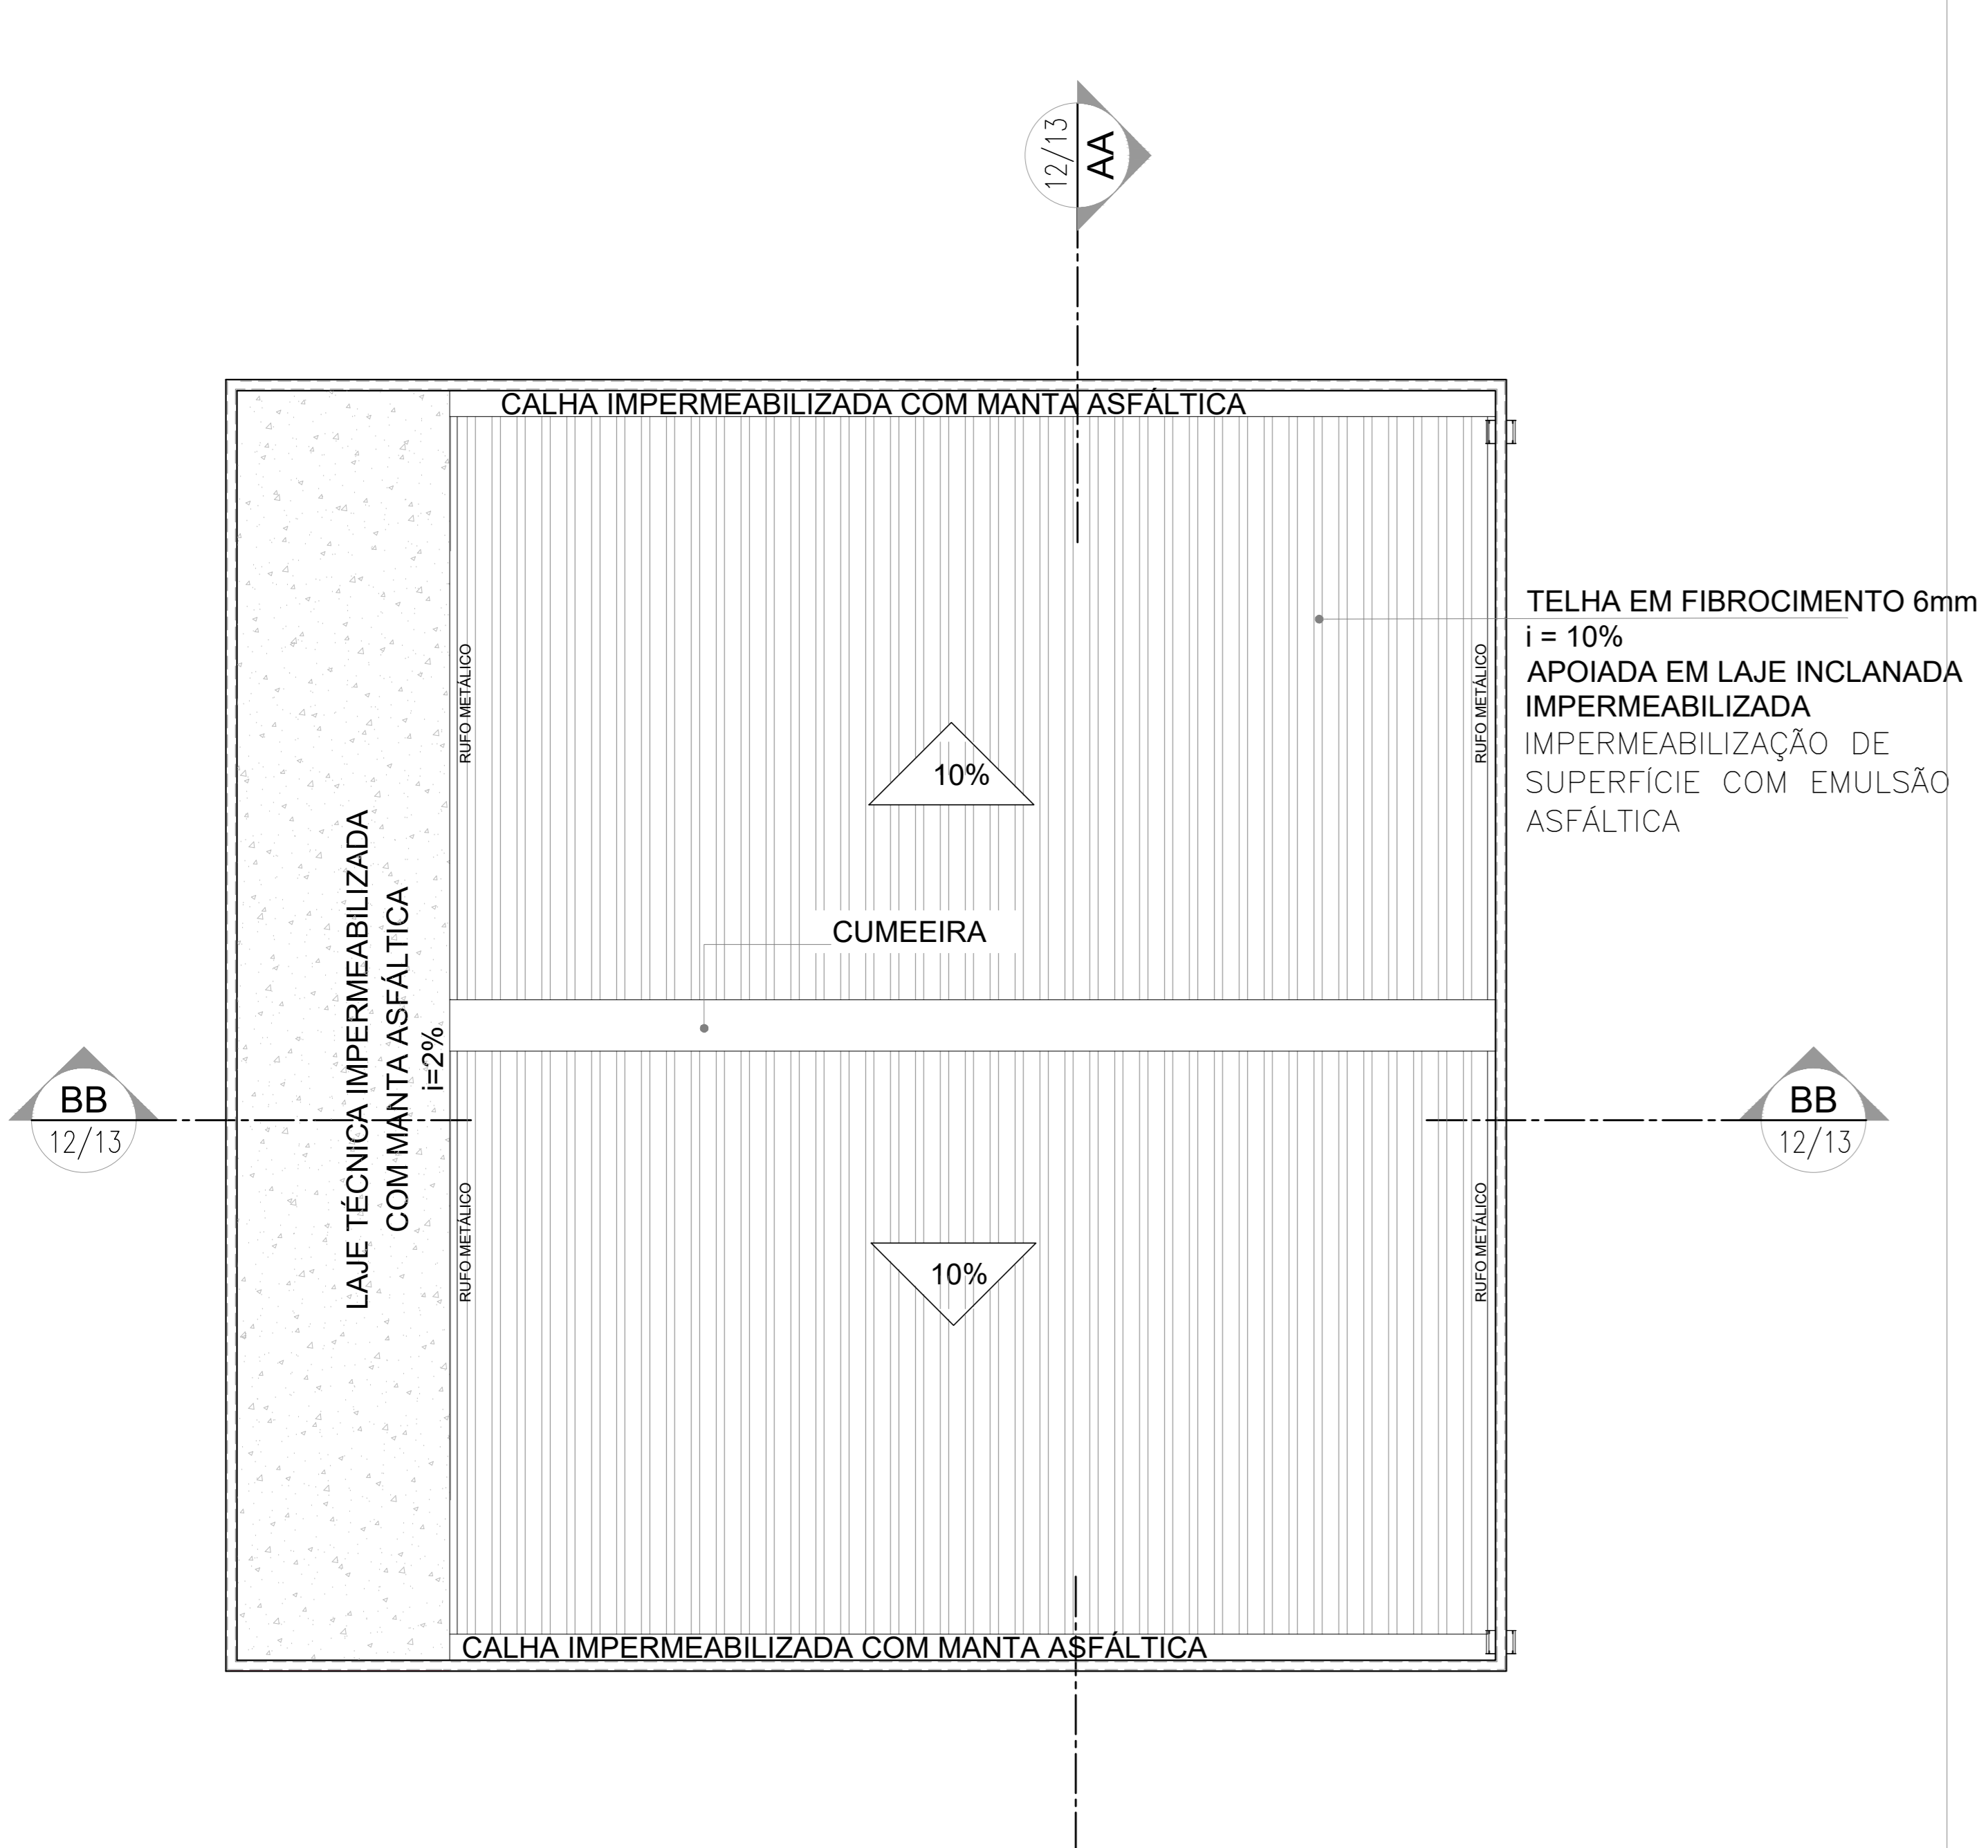 12/13
AA
CALHA IMPERMEABILIZADA COM MANTA ASFÁLTICA
TELHA EM FIBROCIMENTO 6mm
i = 10%
APOIADA EM LAJE INCLANADA
IMPERMEABILIZADA
IMPERMEABILIZAÇÃO DE
SUPERFÍCIE COM EMULSÃO
ASFÁLTICA
RUFO METÁLICO
RUFO METÁLICO
10%
CUMEEIRA
LAJE TÉCNICA IMPERMEABILIZADA
COM MANTA ASFÁLTICA
i=2%
BB
12/13
BB
12/13
RUFO METÁLICO
RUFO METÁLICO
10%
CALHA IMPERMEABILIZADA COM MANTA ASFÁLTICA